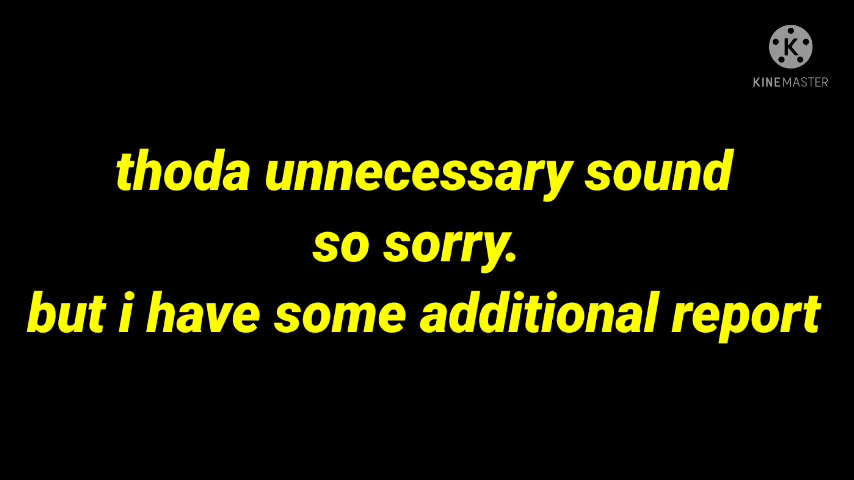 K
KINEMASTER
thoda unnecessary sound
so sorry.
but i have some additional report